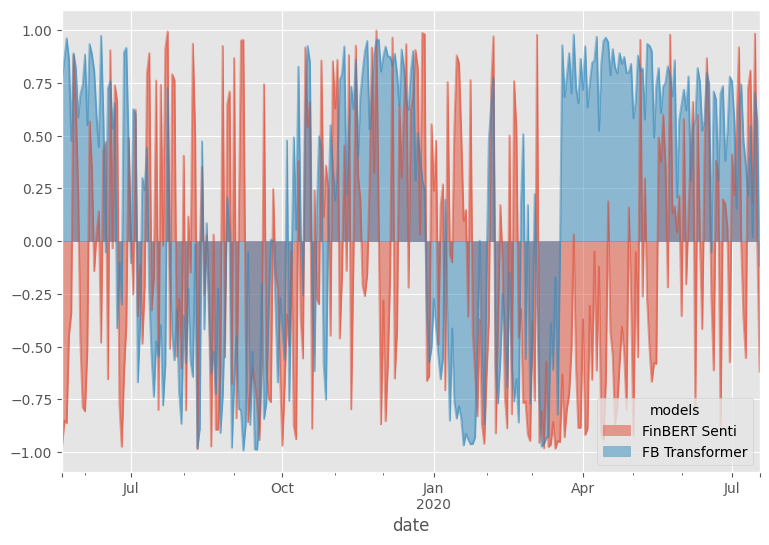 1.00
0.75
0.50
0.25
0.00
−0.25
−0.50
−0.75
−1.00
models
FinBERT Senti
FB Transformer
Jul
Oct
Jan
2020
Apr
Jul
date